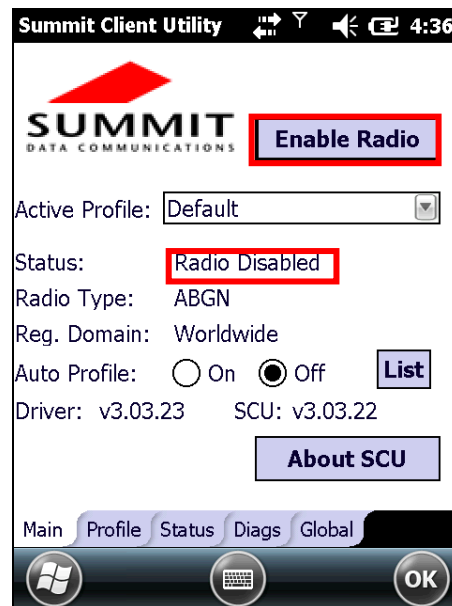 Summit Client Utility 4:36
SUMMIT
DATA COMMUNICATIONS
Enable Radio
Active Profile: Default
Status: Radio Disabled
Radio Type: ABGN
Reg. Domain: Worldwide
Auto Profile: On Off List
Driver: v3.03.23 SCU: v3.03.22
About SCU
Main Profile Status Diags Global
OK